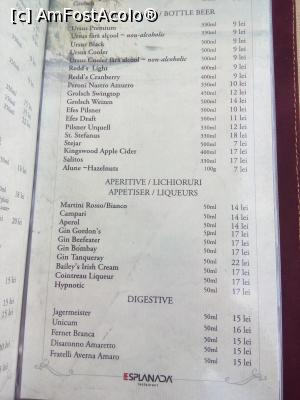 [c] AmFostAcolo®
/ BOTTLE BEER
Ursus Premium 330ml 9 lei
Ursus fără alcool ~ non-alcoholic 500ml 9 lei
Ursus Black 500ml 9 lei
Ursus Cooler 500ml 9 lei
Ursus Cooler fără alcool ~ non-alcoholic 500ml 9 lei
Redd's Light 400ml 9 lei
Redd's Cranberry 400ml 9 lei
Peroni Nastro Azzurro 330ml 10 lei
Grolsch Swingtop 450ml 12 lei
Grolsch Weizen 500ml 14 lei
Efes Pilsner 500ml 10 lei
Efes Draft 500ml 11 lei
Pilsner Urquell 330ml 12 lei
St. Stefanus 330ml 18 lei
Stejar 500ml 7 lei
Kingswood Apple Cider 400ml 17 lei
Salitos 330ml 17 lei
Alune ~Hazelnuts 100g 7 lei
APERITIVE / LICHIORURI
APPETISER / LIQUEURS
Martini Rosso/Bianco 50ml 14 lei
Campari 50ml 14 lei
Aperol 50ml 14 lei
Gin Gordon's 50ml 17 lei
Gin Beefeater 50ml 17 lei
Gin Bombay 50ml 17 lei
Gin Tanqueray 50ml 22 lei
Bailey's Irish Cream 50ml 17 lei
Cointreau Liqueur 50ml 17 lei
Hypnotic 50ml 17 lei
DIGESTIVE
Jagermeister 50ml 15 lei
Unicum 50ml 16 lei
Fernet Branca 50ml 15 lei
Disaronno Amaretto 50ml 15 lei
Fratelli Averna Amaro 50ml 15 lei
ESPLANADA
restaurant